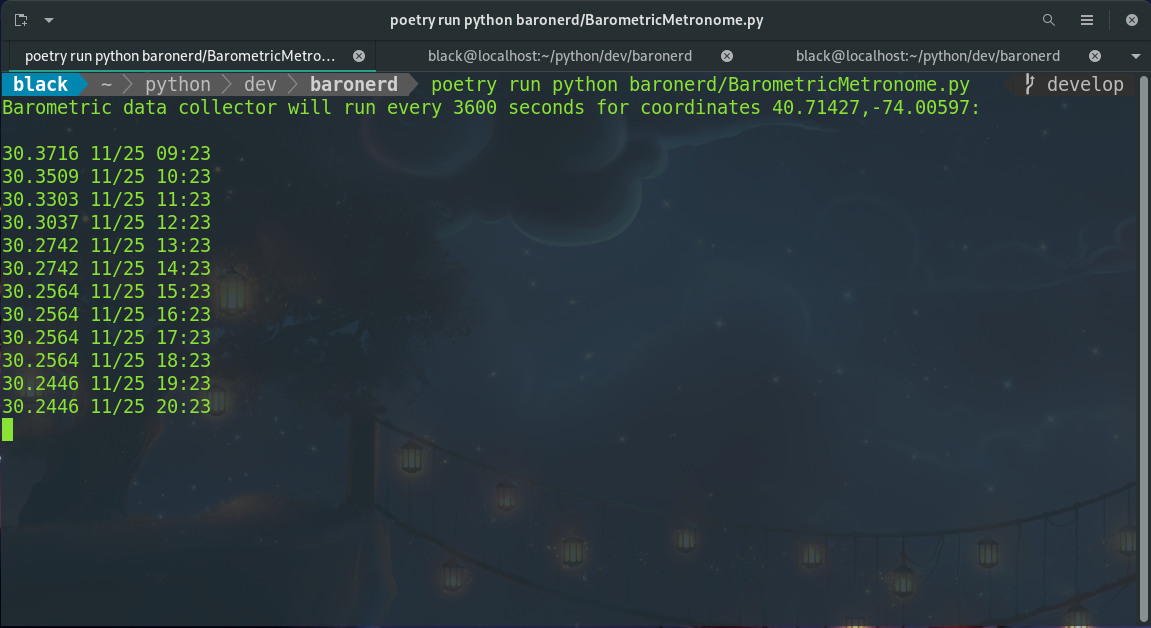 poetry run python baronerd/BarometricMetronome.py
poetry run python baronerd/BarometricMetro… black@localhost:~/python/dev/baronerd black@localhost:~/python/dev/baronerd
black ~ python dev baronerd poetry run python baronerd/BarometricMetronome.py develop
Barometric data collector will run every 3600 seconds for coordinates 40.71427,-74.00597:
30.3716 11/25 09:23
30.3509 11/25 10:23
30.3303 11/25 11:23
30.3037 11/25 12:23
30.2742 11/25 13:23
30.2742 11/25 14:23
30.2564 11/25 15:23
30.2564 11/25 16:23
30.2564 11/25 17:23
30.2564 11/25 18:23
30.2446 11/25 19:23
30.2446 11/25 20:23